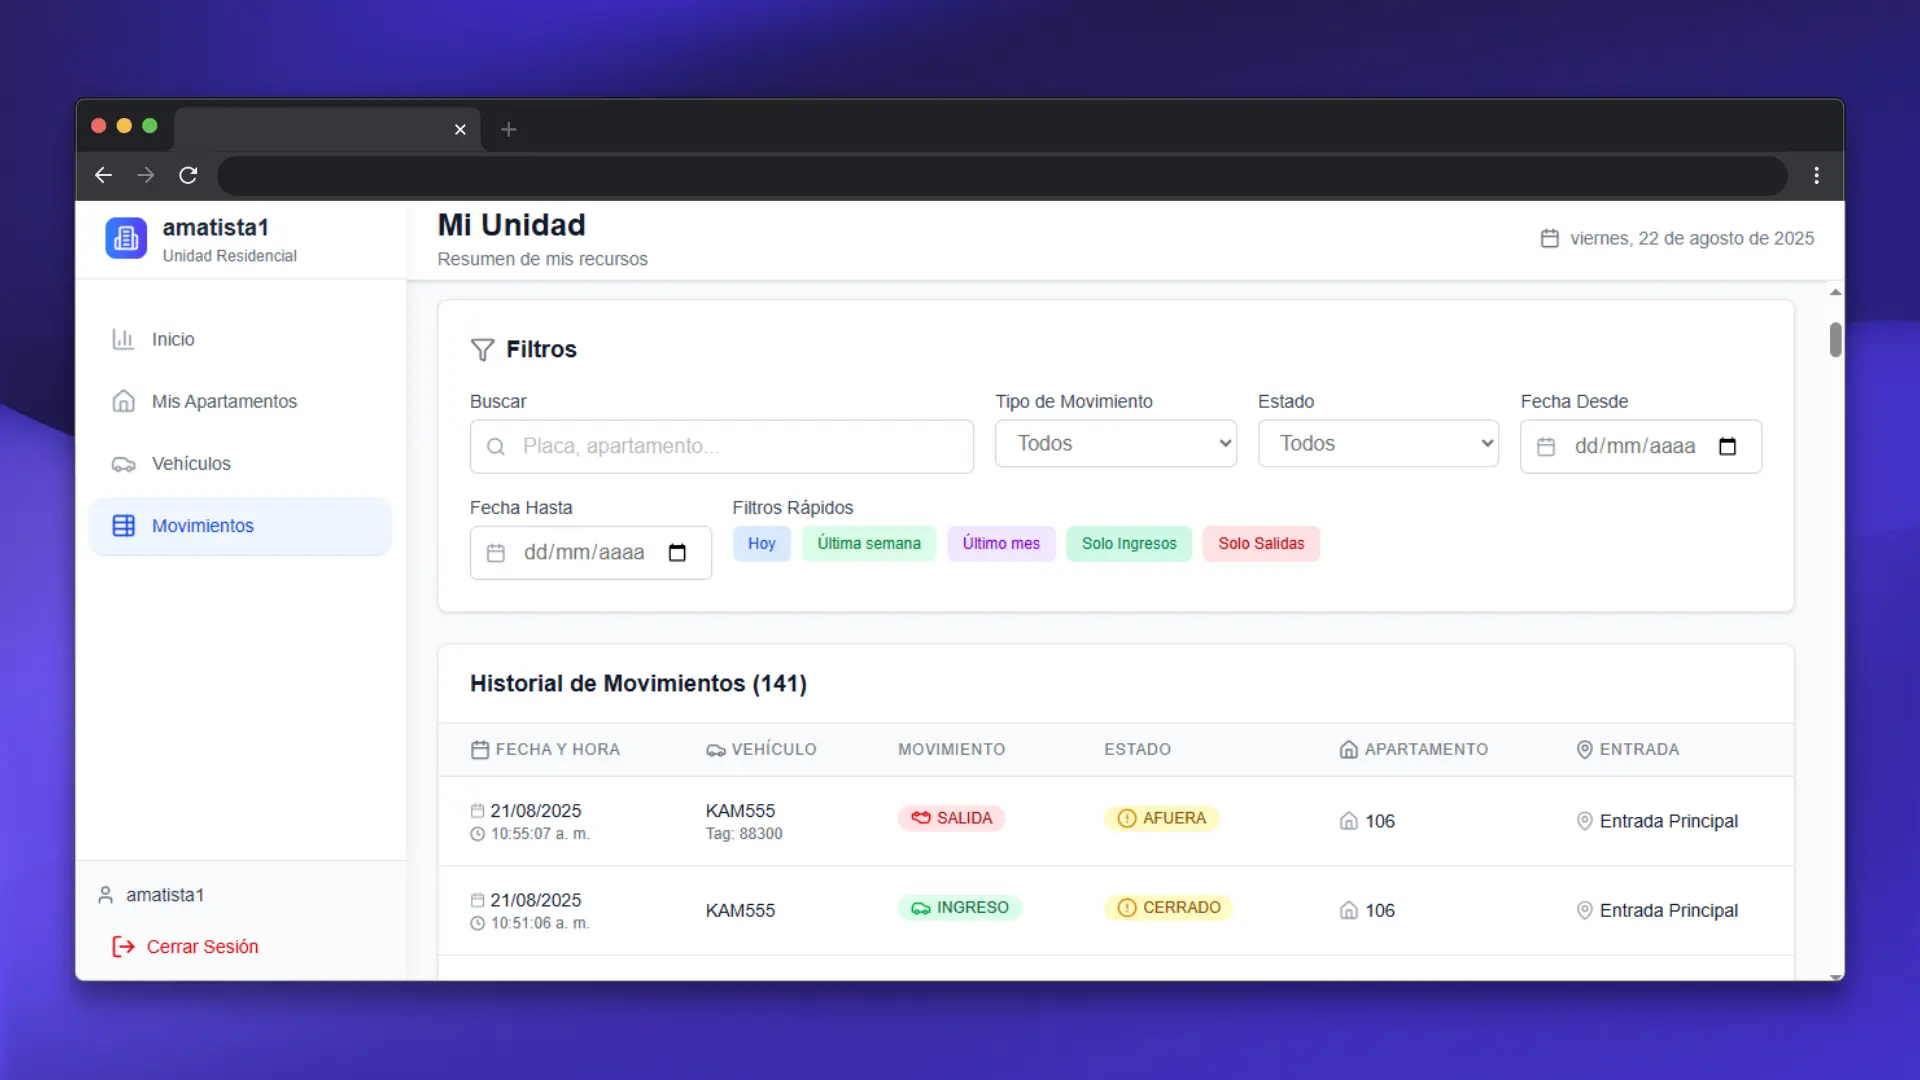 amatista1
Unidad Residencial
Mi Unidad
Resumen de mis recursos
viernes, 22 de agosto de 2025
Inicio
Mis Apartamentos
Vehículos
Movimientos
amatista1
Cerrar Sesión
Filtros
Buscar
Placa, apartamento...
Tipo de Movimiento
Todos
Estado
Todos
Fecha Desde
dd/mm/aaaa
Fecha Hasta
dd/mm/aaaa
Filtros Rápidos
Hoy Última semana Último mes Solo Ingresos Solo Salidas
Historial de Movimientos (141)
FECHA Y HORA VEHÍCULO MOVIMIENTO ESTADO APARTAMENTO ENTRADA
21/08/2025 KAM555 SALIDA AFUERA 106 Entrada Principal
10:55:07 a. m. Tag: 88300
21/08/2025 KAM555 INGRESO CERRADO 106 Entrada Principal
10:51:06 a. m.